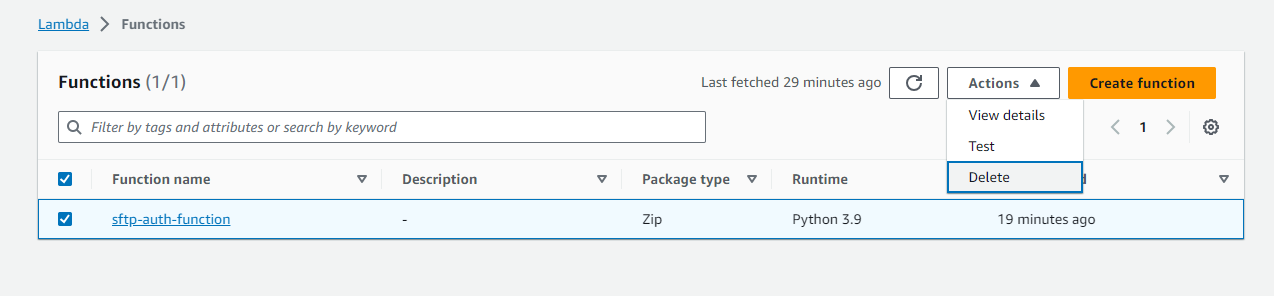 Lambda Functions
Functions (1/1)
Last fetched 29 minutes ago
Actions
Create function
View details
Test
Delete
Filter by tags and attributes or search by keyword
1
Function name Description Package type Runtime
sftp-auth-function - Zip Python 3.9 19 minutes ago